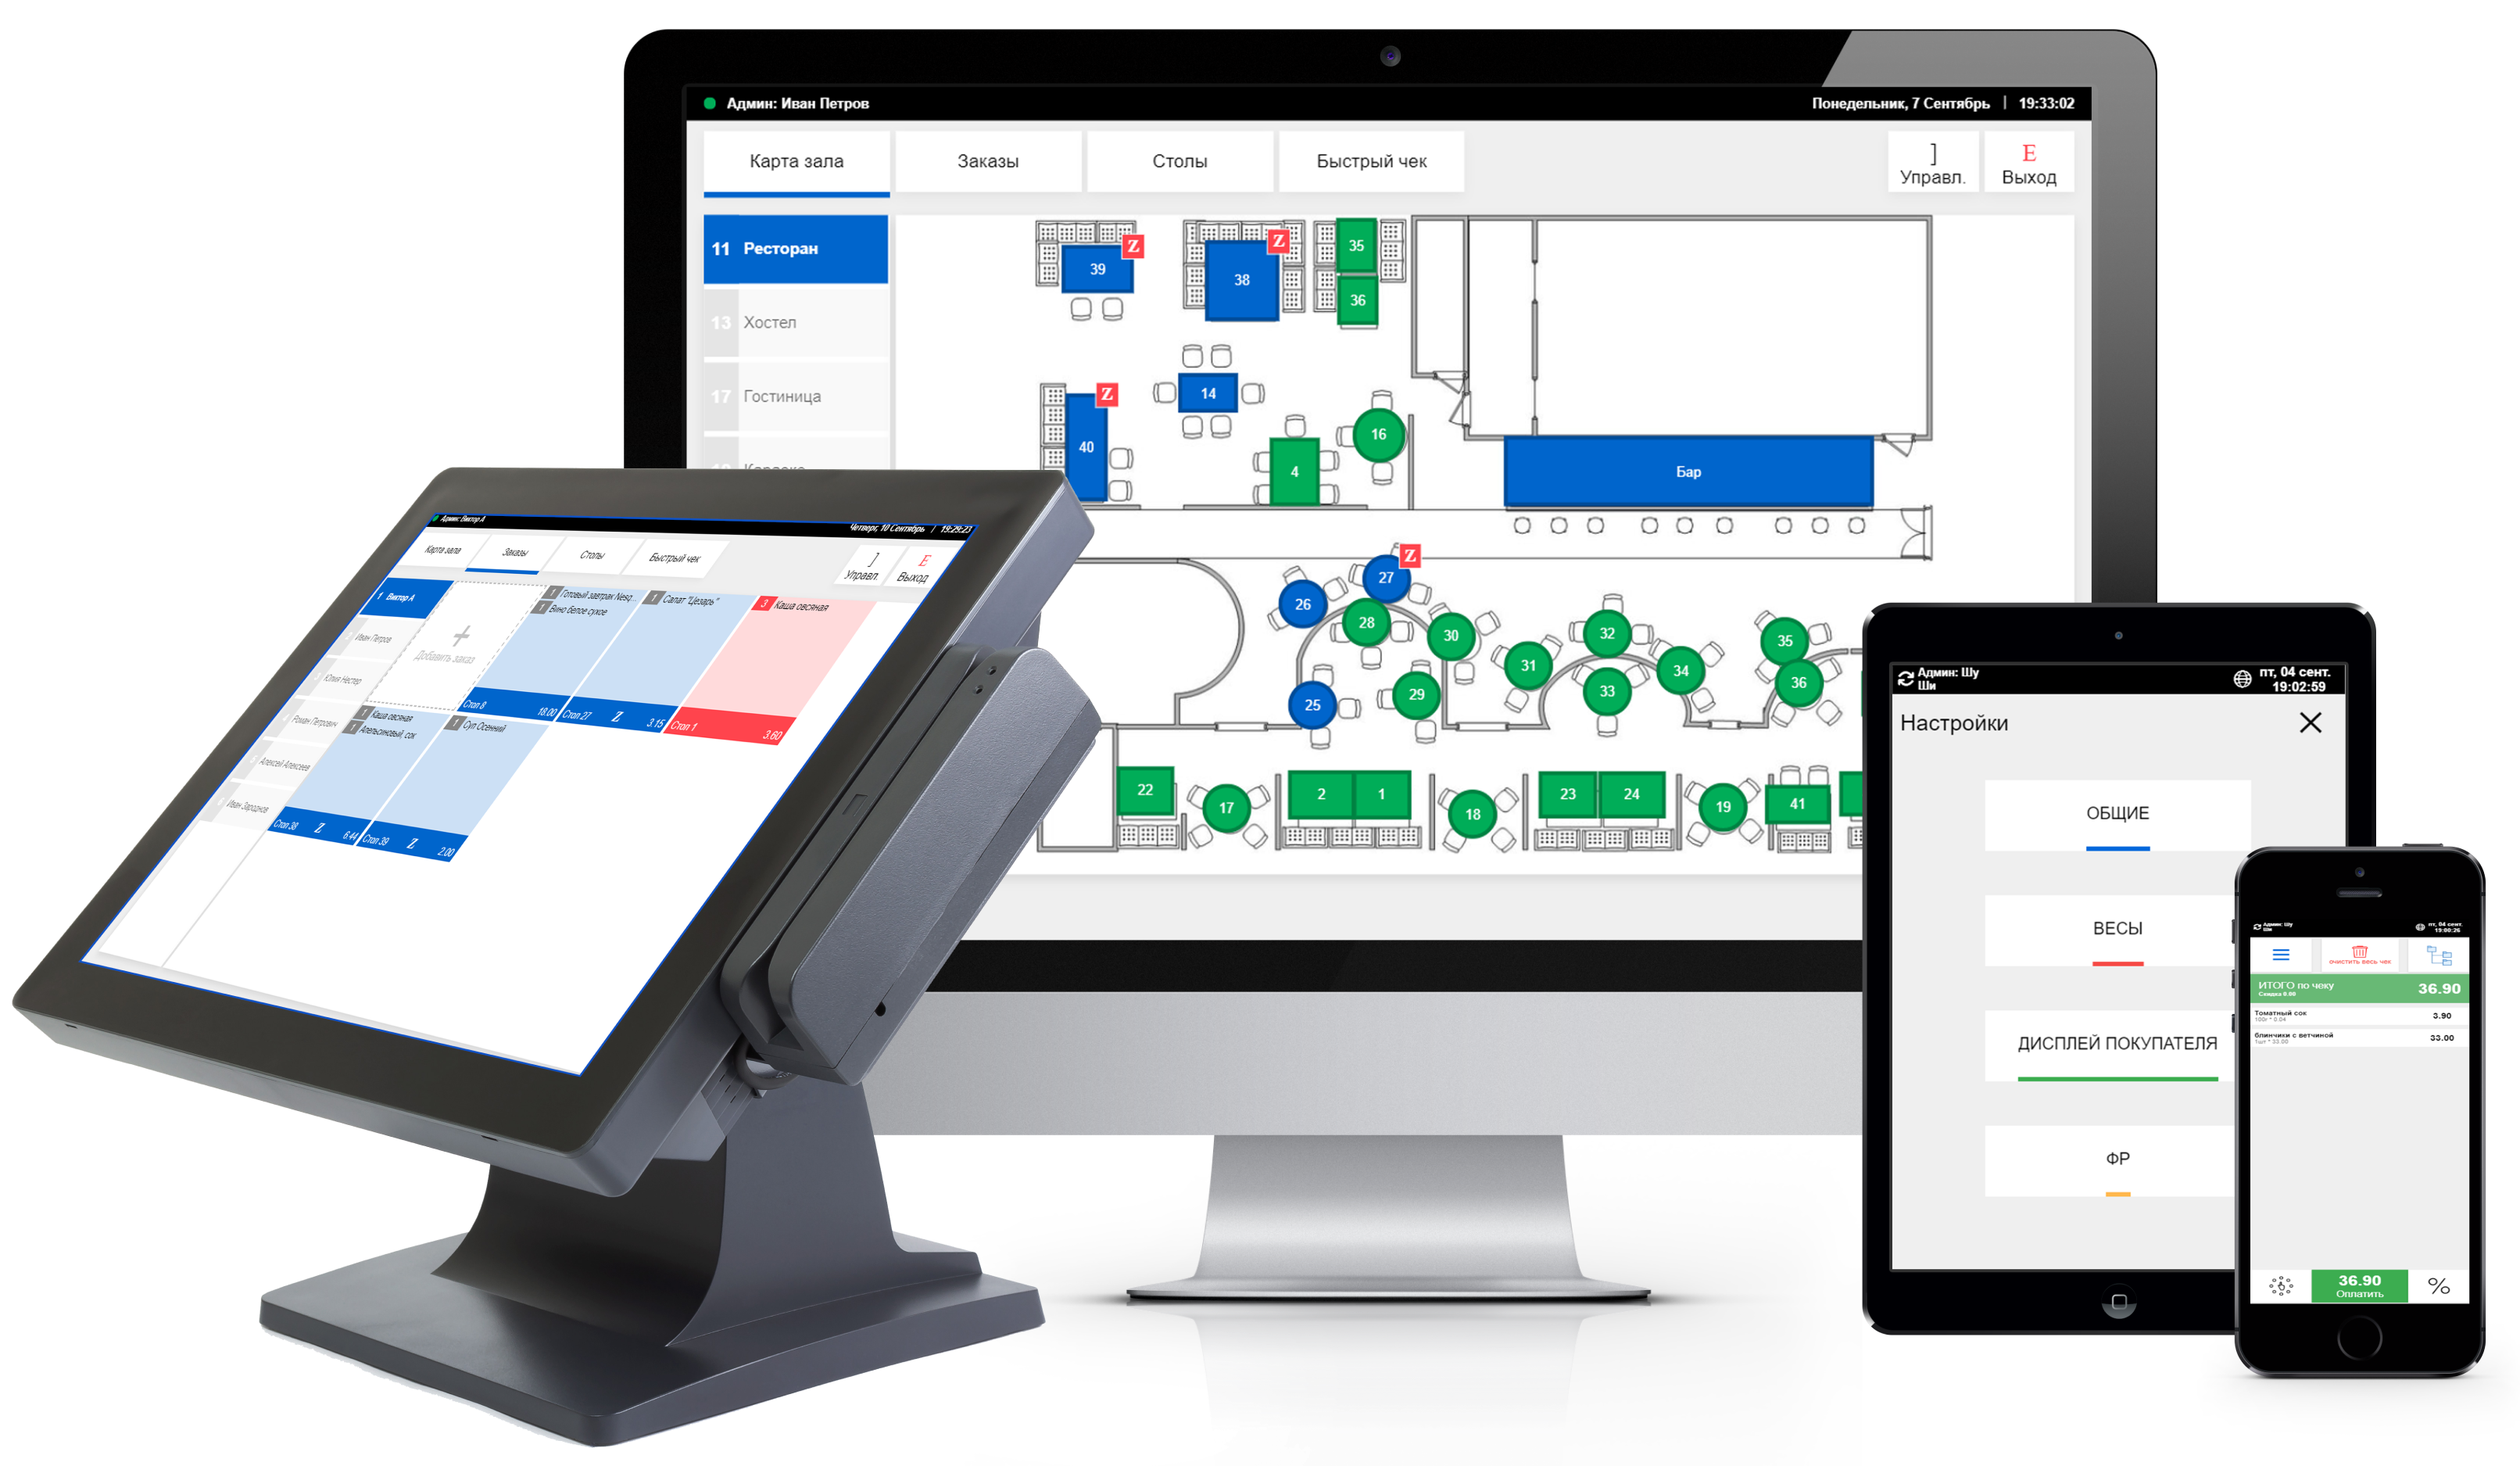 Админ: Иван Петров
Понедельник, 7 Сентябрь | 19:33:02
Карта зала
Заказы
Столы
Быстрый чек
]
Управл.
E
Выход
11 Ресторан
13 Хостел
17 Гостиница
39
Z
38
Z
35
36
14
40
Z
4
16
Бар
27
Z
26
28
30
25
29
31
32
33
34
35
36
22
17
2
1
18
23
24
19
41
Админ: Виктор А
Четверг, 10 Сентябрь | 19:29:23
Карта зала
Заказы
Столы
Быстрый чек
]
Управл.
E
Выход
1 Виктор А
Иван Петров
Юлия Нестер
Роман Петрович
Алексей Алексеев
Иван Зароднов
+
Добавить заказ
1 Готовый завтрак Nesq...
1 Вино белое сухое
Стол 8 18.00
1 Салат "Цезарь"
Стол 27 Z 3.15
3 Каша овсяная
Стол 1 3.60
1 Каша овсяная
1 Апельсиновый, сок
Стол 38 Z 6.44
1 Суп Осенний
Стол 39 Z 2.00
Админ: Шу
Ши
пт, 04 сент.
19:02:59
Настройки
ОБЩИЕ
ВЕСЫ
ДИСПЛЕЙ ПОКУПАТЕЛЯ
ФР
Админ: Шу
Ши
пт, 04 сент.
19:00:26
ОЧИСТИТЬ ВЕСЬ ЧЕК
ИТОГО по чеку 36.90
Скидка 0.00
Томатный сок 3.90
100г * 0.04
блинчики с ветчиной 33.00
1шт * 33.00
36.90
Оплатить
%